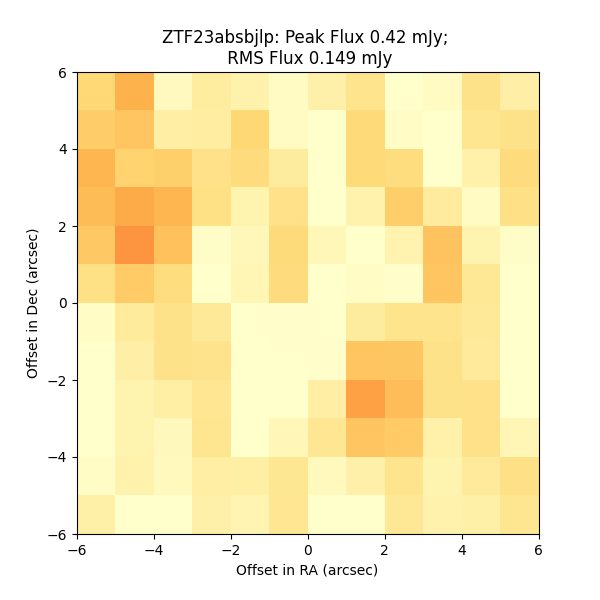 ZTF23absbjlp: Peak Flux 0.42 mJy;
RMS Flux 0.149 mJy
6
4
2
0
−2
−4
−6
Offset in Dec (arcsec)
−6 −4 −2 0 2 4 6
Offset in RA (arcsec)